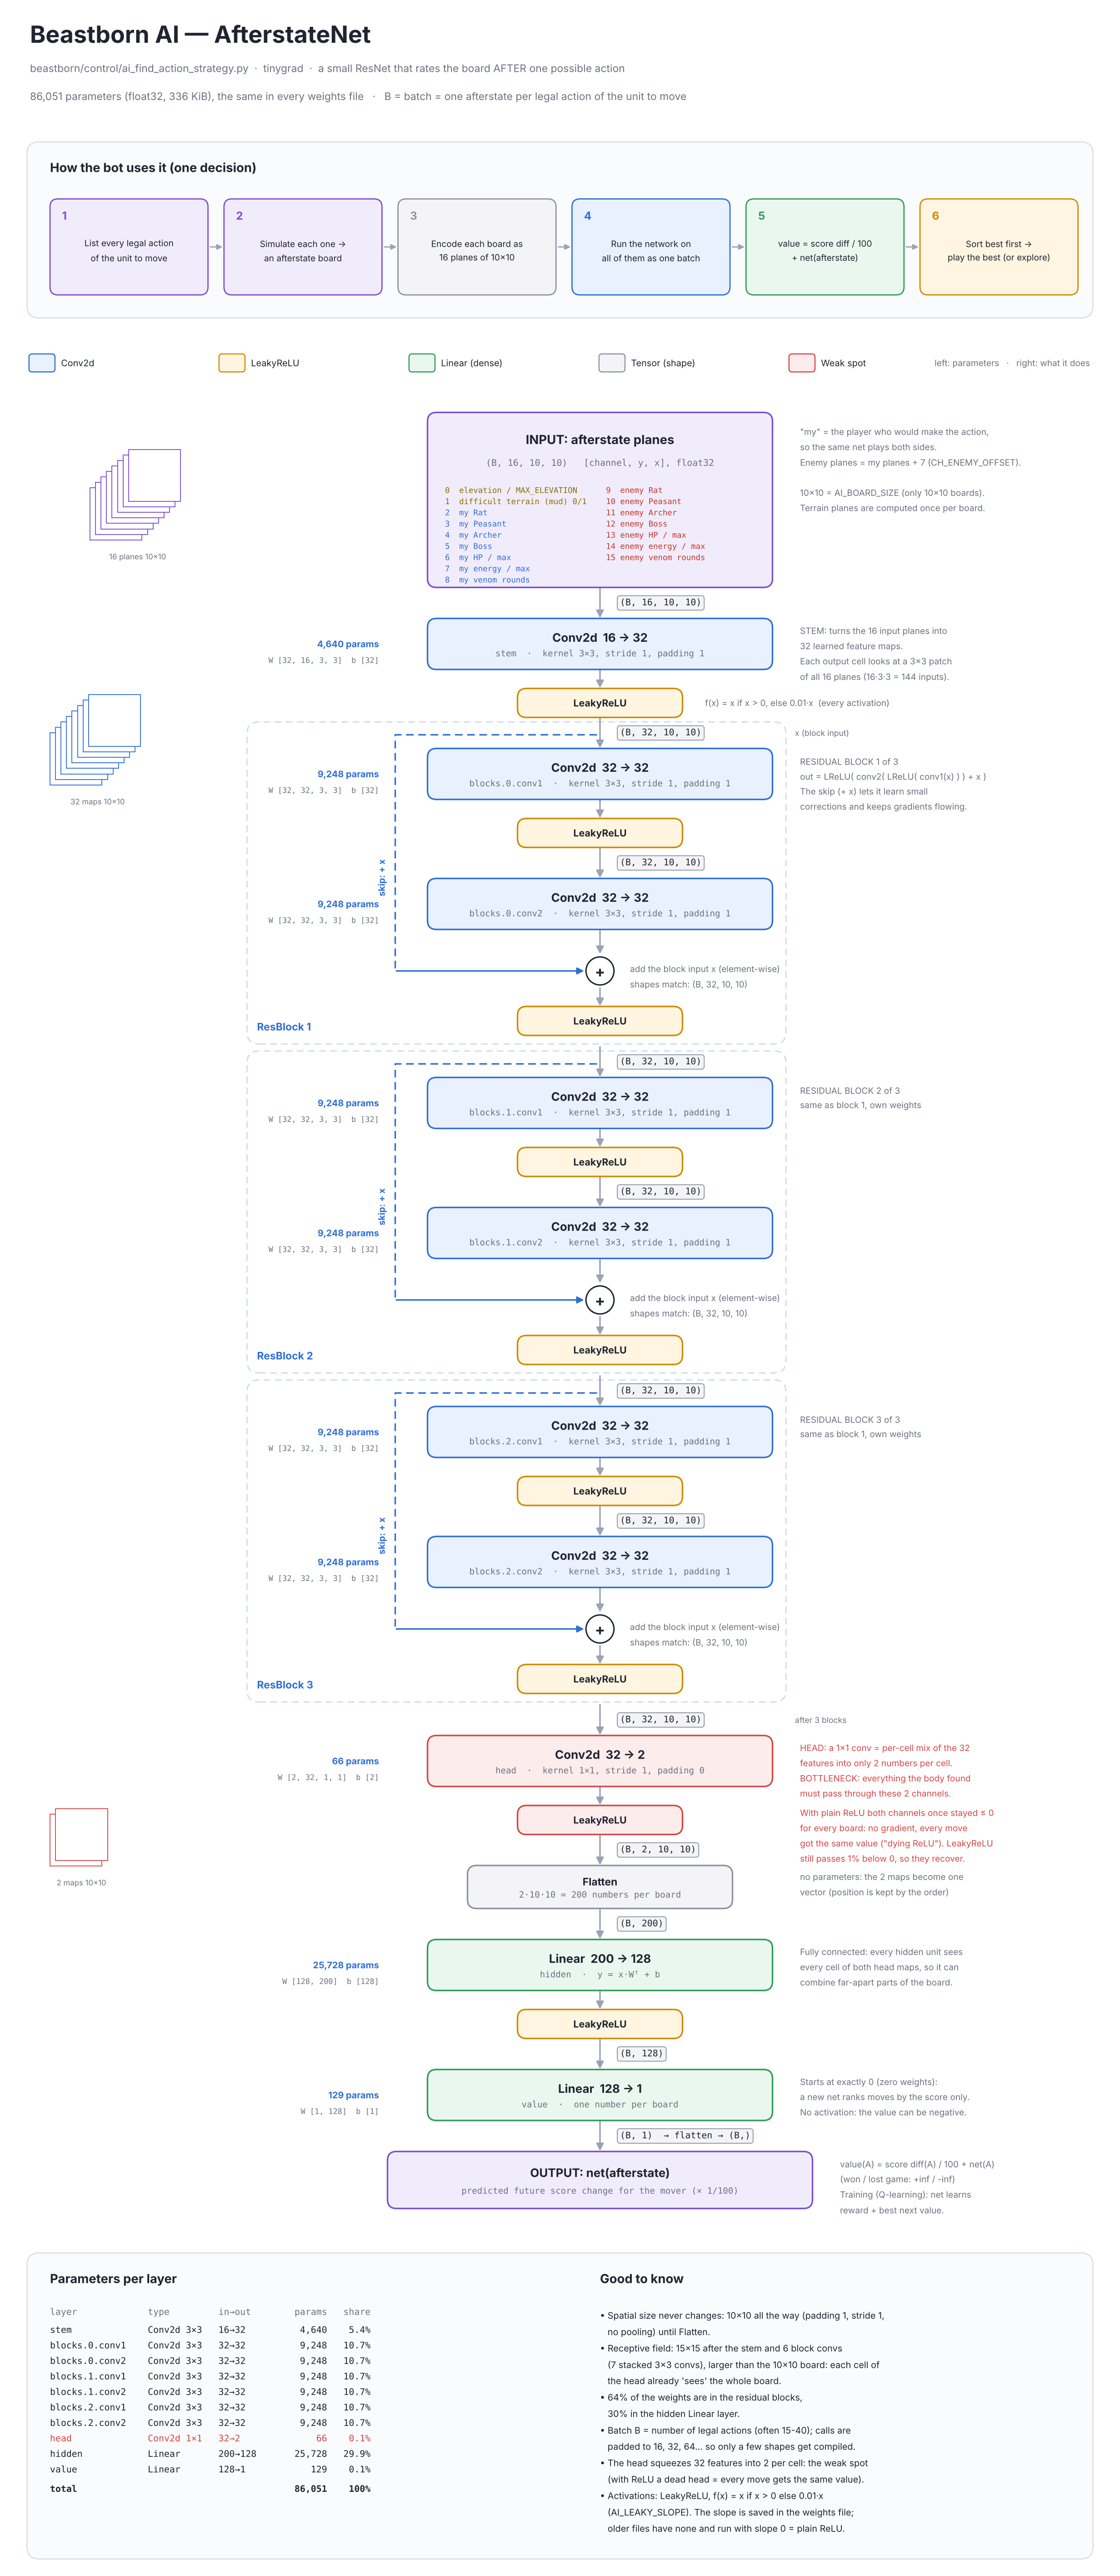 Beastborn AI — AfterstateNet
beastborn/control/ai_find_action_strategy.py · tinygrad · a small ResNet that rates the board AFTER one possible action
86,051 parameters (float32, 336 KiB), the same in every weights file · B = batch = one afterstate per legal action of the unit to move
How the bot uses it (one decision)
1
List every legal action
of the unit to move
2
Simulate each one →
an afterstate board
3
Encode each board as
16 planes of 10×10
4
Run the network on
all of them as one batch
5
value = score diff / 100
+ net(afterstate)
6
Sort best first →
play the best (or explore)
Conv2d
LeakyReLU
Linear (dense)
Tensor (shape)
Weak spot
left: parameters · right: what it does
INPUT: afterstate planes
(B, 16, 10, 10) [channel, y, x], float32
0 elevation / MAX_ELEVATION
1 difficult terrain (mud) 0/1
2 my Rat
3 my Peasant
4 my Archer
5 my Boss
6 my HP / max
7 my energy / max
8 my venom rounds
9 enemy Rat
10 enemy Peasant
11 enemy Archer
12 enemy Boss
13 enemy HP / max
14 enemy energy / max
15 enemy venom rounds
"my" = the player who would make the action,
so the same net plays both sides.
Enemy planes = my planes + 7 (CH_ENEMY_OFFSET).
10×10 = AI_BOARD_SIZE (only 10×10 boards).
Terrain planes are computed once per board.
16 planes 10×10
(B, 16, 10, 10)
4,640 params
W [32, 16, 3, 3] b [32]
Conv2d 16 → 32
stem · kernel 3×3, stride 1, padding 1
STEM: turns the 16 input planes into
32 learned feature maps.
Each output cell looks at a 3×3 patch
of all 16 planes (16·3·3 = 144 inputs).
LeakyReLU
f(x) = x if x > 0, else 0.01·x (every activation)
(B, 32, 10, 10)
x (block input)
32 maps 10×10
9,248 params
W [32, 32, 3, 3] b [32]
Conv2d 32 → 32
blocks.0.conv1 · kernel 3×3, stride 1, padding 1
RESIDUAL BLOCK 1 of 3
out = LReLU( conv2( LReLU( conv1(x) ) ) + x )
The skip (+ x) lets it learn small
corrections and keeps gradients flowing.
LeakyReLU
(B, 32, 10, 10)
skip: + x
9,248 params
W [32, 32, 3, 3] b [32]
Conv2d 32 → 32
blocks.0.conv2 · kernel 3×3, stride 1, padding 1
+
add the block input x (element-wise)
shapes match: (B, 32, 10, 10)
LeakyReLU
ResBlock 1
(B, 32, 10, 10)
9,248 params
W [32, 32, 3, 3] b [32]
Conv2d 32 → 32
blocks.1.conv1 · kernel 3×3, stride 1, padding 1
RESIDUAL BLOCK 2 of 3
same as block 1, own weights
LeakyReLU
(B, 32, 10, 10)
skip: + x
9,248 params
W [32, 32, 3, 3] b [32]
Conv2d 32 → 32
blocks.1.conv2 · kernel 3×3, stride 1, padding 1
+
add the block input x (element-wise)
shapes match: (B, 32, 10, 10)
LeakyReLU
ResBlock 2
(B, 32, 10, 10)
9,248 params
W [32, 32, 3, 3] b [32]
Conv2d 32 → 32
blocks.2.conv1 · kernel 3×3, stride 1, padding 1
RESIDUAL BLOCK 3 of 3
same as block 1, own weights
LeakyReLU
(B, 32, 10, 10)
skip: + x
9,248 params
W [32, 32, 3, 3] b [32]
Conv2d 32 → 32
blocks.2.conv2 · kernel 3×3, stride 1, padding 1
+
add the block input x (element-wise)
shapes match: (B, 32, 10, 10)
LeakyReLU
ResBlock 3
(B, 32, 10, 10)
after 3 blocks
66 params
W [2, 32, 1, 1] b [2]
Conv2d 32 → 2
head · kernel 1×1, stride 1, padding 0
HEAD: a 1×1 conv = per-cell mix of the 32
features into only 2 numbers per cell.
BOTTLENECK: everything the body found
must pass through these 2 channels.
LeakyReLU
With plain ReLU both channels once stayed ≤ 0
for every board: no gradient, every move
got the same value ("dying ReLU"). LeakyReLU
still passes 1% below 0, so they recover.
2 maps 10×10
(B, 2, 10, 10)
Flatten
2·10·10 = 200 numbers per board
no parameters: the 2 maps become one
vector (position is kept by the order)
(B, 200)
25,728 params
W [128, 200] b [128]
Linear 200 → 128
hidden · y = x·Wᵀ + b
Fully connected: every hidden unit sees
every cell of both head maps, so it can
combine far-apart parts of the board.
LeakyReLU
(B, 128)
129 params
W [1, 128] b [1]
Linear 128 → 1
value · one number per board
Starts at exactly 0 (zero weights):
a new net ranks moves by the score only.
No activation: the value can be negative.
(B, 1) → flatten → (B,)
OUTPUT: net(afterstate)
predicted future score change for the mover (× 1/100)
value(A) = score diff(A) / 100 + net(A)
(won / lost game: +inf / -inf)
Training (Q-learning): net learns
reward + best next value.
Parameters per layer
layer type in→out params share
stem Conv2d 3×3 16→32 4,640 5.4%
blocks.0.conv1 Conv2d 3×3 32→32 9,248 10.7%
blocks.0.conv2 Conv2d 3×3 32→32 9,248 10.7%
blocks.1.conv1 Conv2d 3×3 32→32 9,248 10.7%
blocks.1.conv2 Conv2d 3×3 32→32 9,248 10.7%
blocks.2.conv1 Conv2d 3×3 32→32 9,248 10.7%
blocks.2.conv2 Conv2d 3×3 32→32 9,248 10.7%
head Conv2d 1×1 32→2 66 0.1%
hidden Linear 200→128 25,728 29.9%
value Linear 128→1 129 0.1%
total 86,051 100%
Good to know
• Spatial size never changes: 10×10 all the way (padding 1, stride 1,
no pooling) until Flatten.
• Receptive field: 15×15 after the stem and 6 block convs
(7 stacked 3×3 convs), larger than the 10×10 board: each cell of
the head already 'sees' the whole board.
• 64% of the weights are in the residual blocks,
30% in the hidden Linear layer.
• Batch B = number of legal actions (often 15-40); calls are
padded to 16, 32, 64... so only a few shapes get compiled.
• The head squeezes 32 features into 2 per cell: the weak spot
(with ReLU a dead head = every move gets the same value).
• Activations: LeakyReLU, f(x) = x if x > 0 else 0.01·x
(AI_LEAKY_SLOPE). The slope is saved in the weights file;
older files have none and run with slope 0 = plain ReLU.